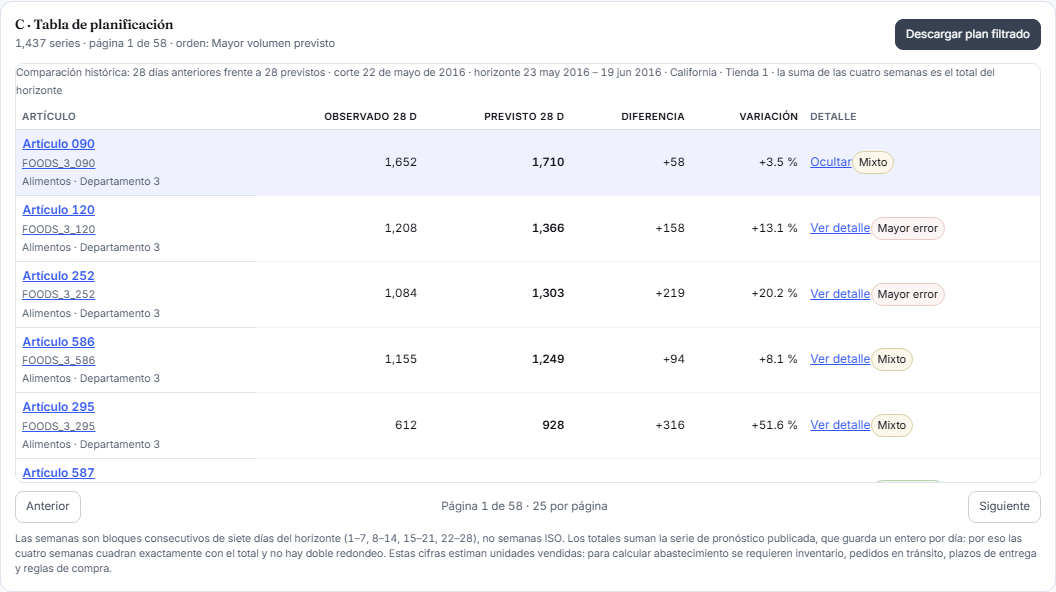 C · Tabla de planificación
1,437 series · página 1 de 58 · orden: Mayor volumen previsto
Descargar plan filtrado
Comparación histórica: 28 días anteriores frente a 28 previstos · corte 22 de mayo de 2016 · horizonte 23 may 2016 – 19 jun 2016 · California · Tienda 1 · la suma de las cuatro semanas es el total del
horizonte
ARTÍCULO OBSERVADO 28 D PREVISTO 28 D DIFERENCIA VARIACIÓN DETALLE
Artículo 090
FOODS_3_090 1,652 1,710 +58 +3.5 % Ocultar Mixto
Alimentos · Departamento 3
Artículo 120
FOODS_3_120 1,208 1,366 +158 +13.1 % Ver detalle Mayor error
Alimentos · Departamento 3
Artículo 252
FOODS_3_252 1,084 1,303 +219 +20.2 % Ver detalle Mayor error
Alimentos · Departamento 3
Artículo 586
FOODS_3_586 1,155 1,249 +94 +8.1 % Ver detalle Mixto
Alimentos · Departamento 3
Artículo 295
FOODS_3_295 612 928 +316 +51.6 % Ver detalle Mixto
Alimentos · Departamento 3
Artículo 587
Anterior Página 1 de 58 · 25 por página Siguiente
Las semanas son bloques consecutivos de siete días del horizonte (1–7, 8–14, 15–21, 22–28), no semanas ISO. Los totales suman la serie de pronóstico publicada, que guarda un entero por día: por eso las
cuatro semanas cuadran exactamente con el total y no hay doble redondeo. Estas cifras estiman unidades vendidas: para calcular abastecimiento se requieren inventario, pedidos en tránsito, plazos de entrega
y reglas de compra.